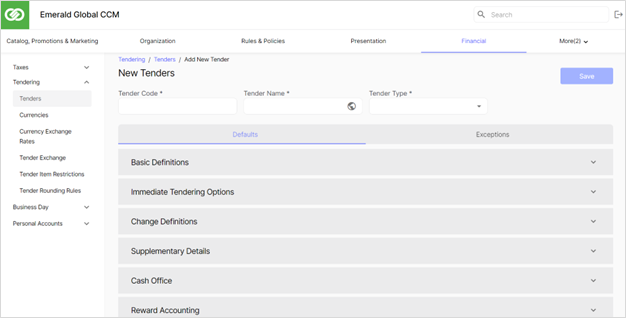 Emerald Global CCM
Search
Catalog, Promotions & Marketing
Organization
Rules & Policies
Presentation
Financial
More(2)
Taxes
Tendering
Tenders
Currencies
Currency Exchange
Rates
Tender Exchange
Tender Item Restrictions
Tender Rounding Rules
Business Day
Personal Accounts
Tendering / Tenders / Add New Tender
New Tenders
Save
Tender Code *
Tender Name *
Tender Type *
Defaults
Exceptions
Basic Definitions
Immediate Tendering Options
Change Definitions
Supplementary Details
Cash Office
Reward Accounting